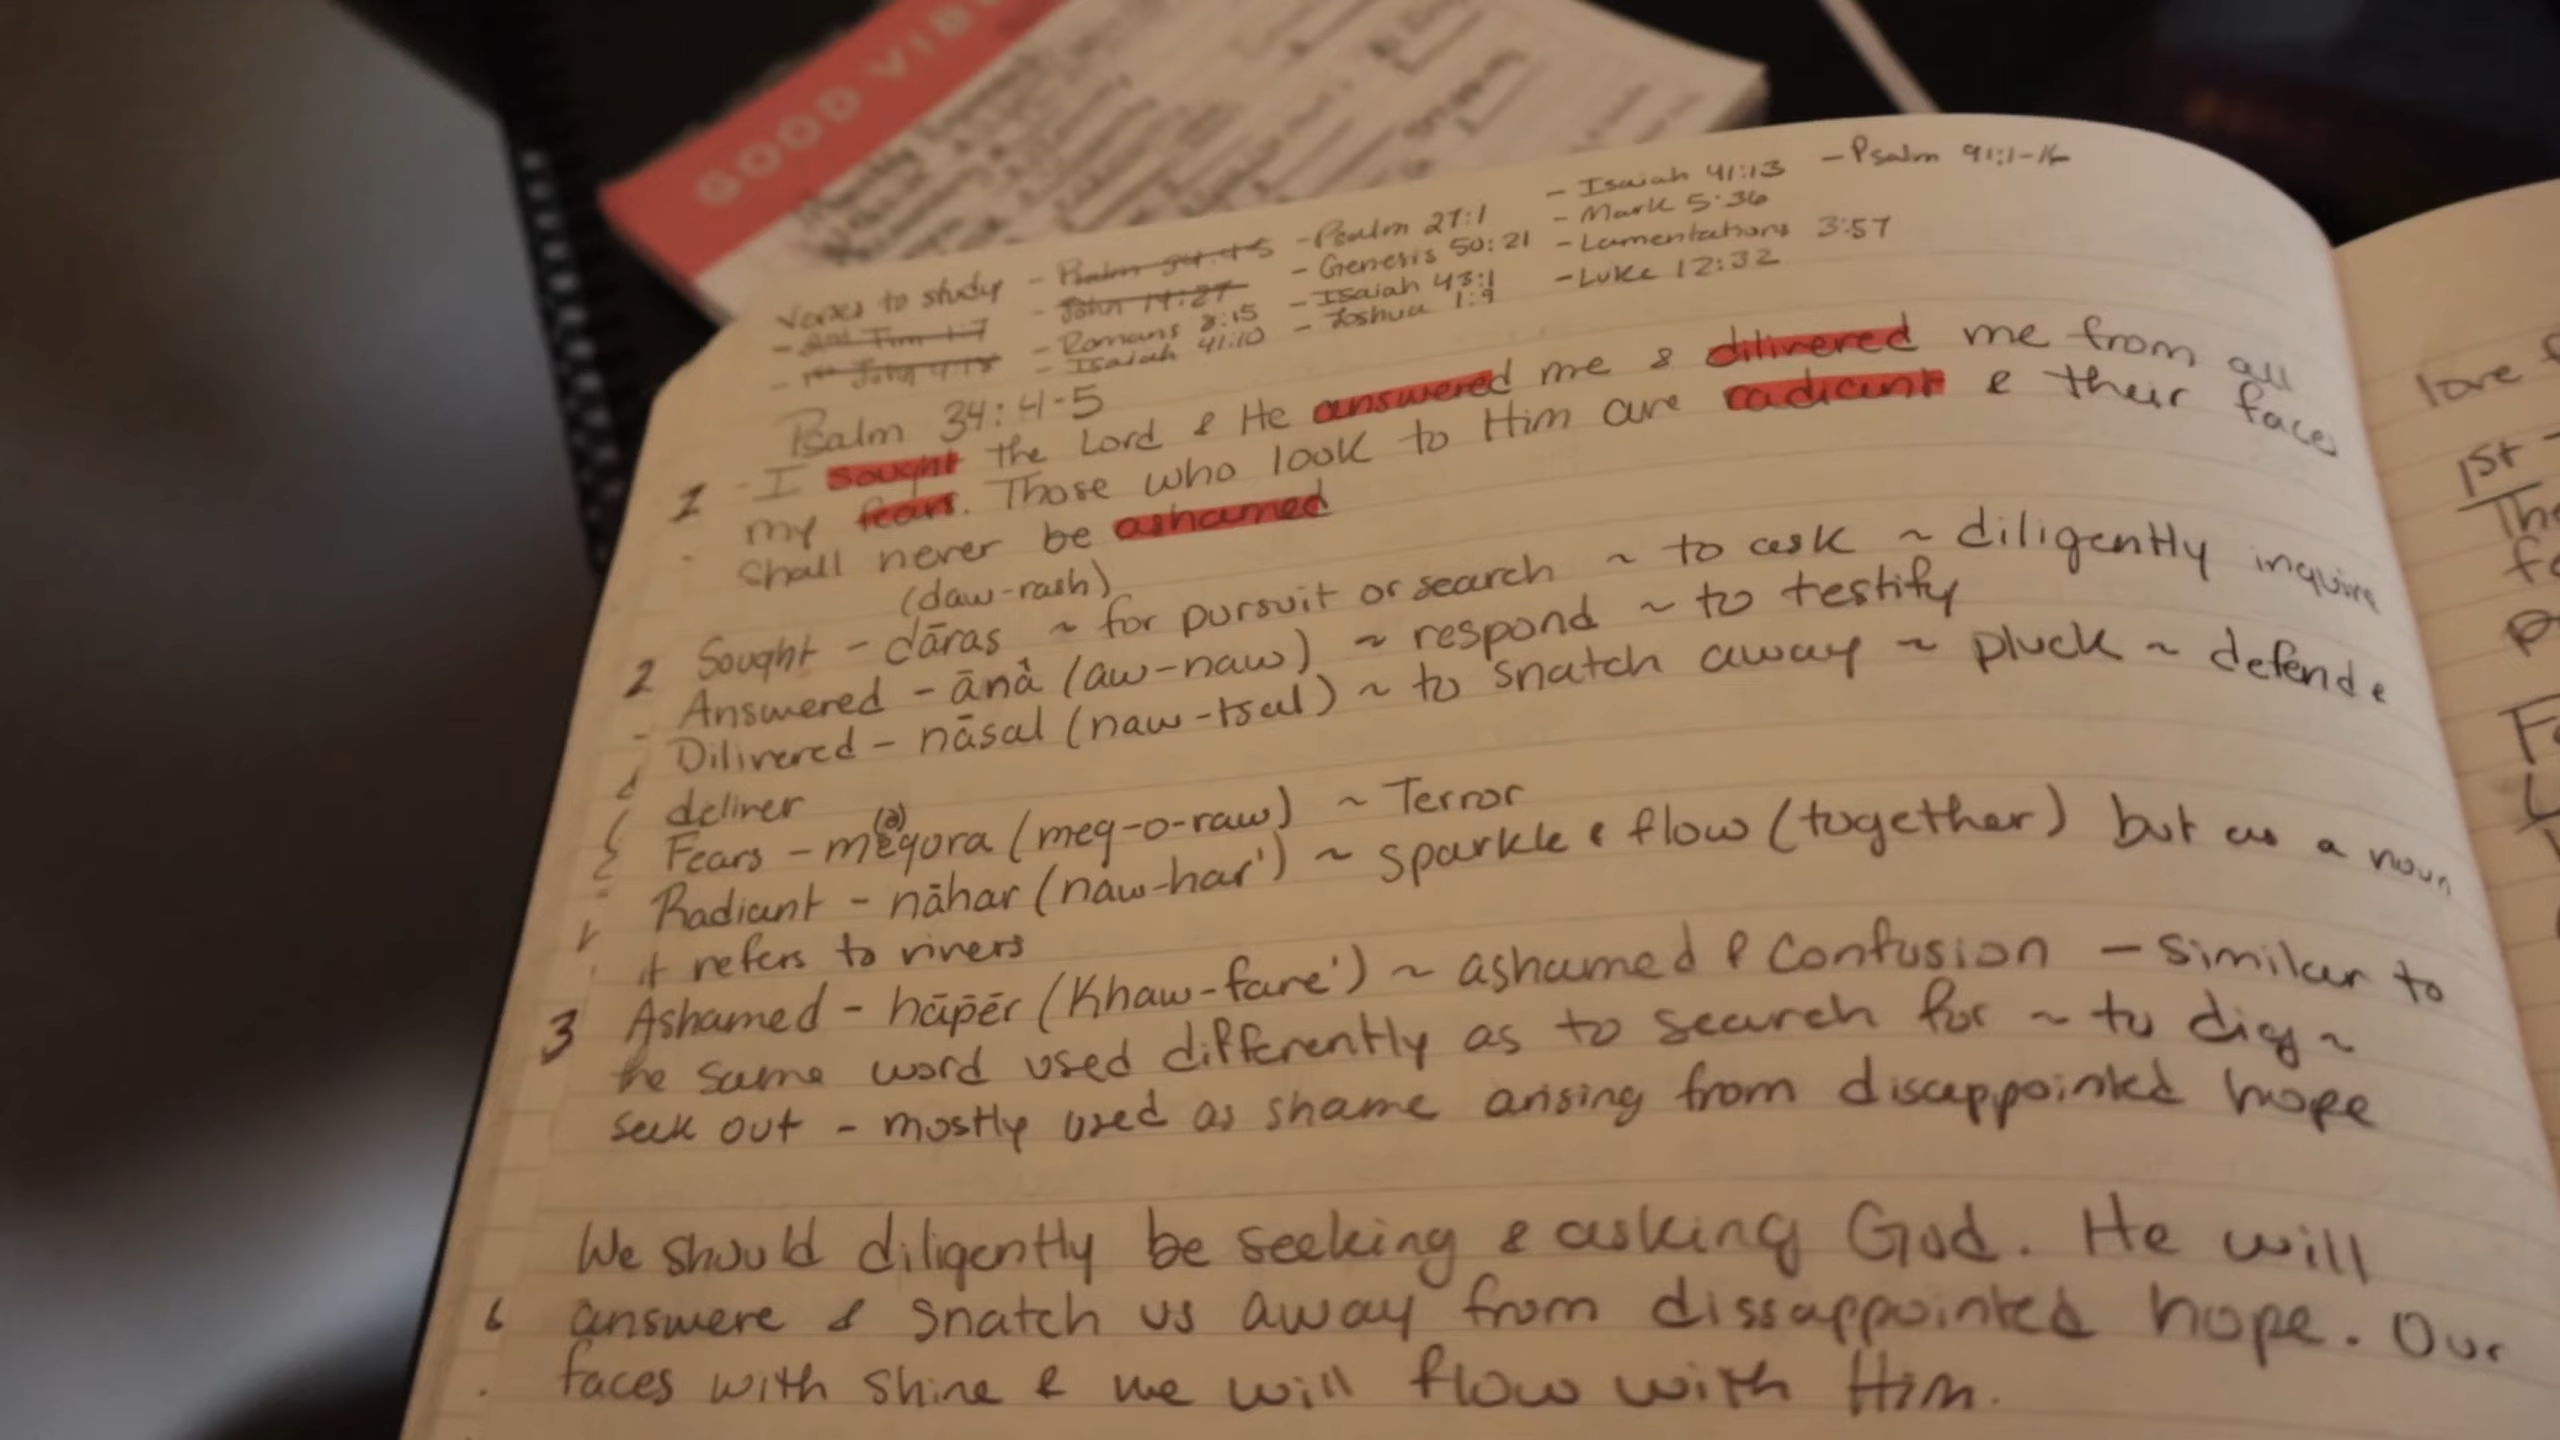 GOOD VIB
Verses to study - Psalm 34:4-5 - Psalm 27:1 - Isaiah 41:13 - Psalm 91:1-16
- 2nd Tim 1:7 - John 14:27 - Genesis 50:21 - Mark 5:36
- 1st John 4:18 - Romans 8:15 - Isaiah 43:1 - Lamentations 3:57
- Isaiah 41:10 - Joshua 1:9 - Luke 12:32
Psalm 34:4-5
1 - I sought the Lord & He answered me & dilivered me from all
my fears. Those who look to Him are radiant & their faces
shall never be ashamed
(daw-rash)
2 Sought - dāras ~ for pursuit or search ~ to ask ~ diligently inquire
Answered - ānà (aw-naw) ~ respond ~ to testify
Dilivered - nāsal (naw-tsal) ~ to snatch away ~ pluck ~ defend &
deliver
Fears - megora (meg-o-raw) ~ Terror
Radiant - nāhar (naw-har') ~ sparkle & flow (together) but as a noun
it refers to rivers
3 Ashamed - hāpēr (Khaw-fare') ~ ashamed & confusion - similar to
the same word used differently as to search for ~ to dig ~
seek out - mostly used as shame arising from disappointed hope
We should diligently be seeking & asking God. He will
answere & snatch us away from dissappointed hope. Our
faces with shine & we will flow with Him.
love
1st -